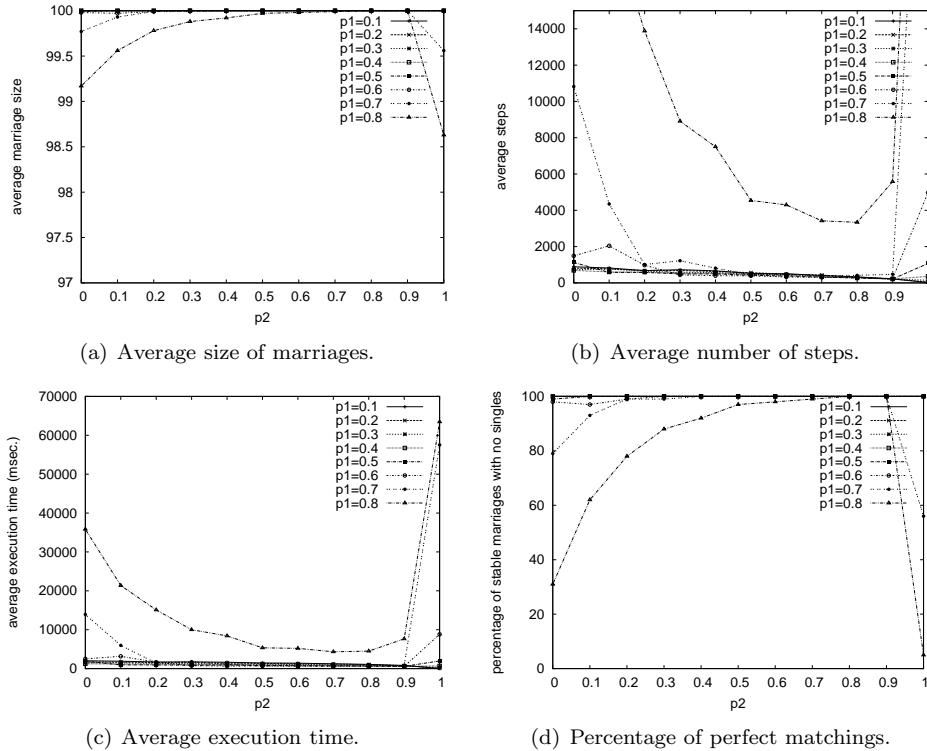 100
99.5
99
98.5
98
97.5
97
average marriage size
0 0.1 0.2 0.3 0.4 0.5 0.6 0.7 0.8 0.9 1
p2
p1=0.1
p1=0.2
p1=0.3
p1=0.4
p1=0.5
p1=0.6
p1=0.7
p1=0.8
(a) Average size of marriages.
14000
12000
10000
8000
6000
4000
2000
0
average steps
0 0.1 0.2 0.3 0.4 0.5 0.6 0.7 0.8 0.9
p2
p1=0.1
p1=0.2
p1=0.3
p1=0.4
p1=0.5
p1=0.6
p1=0.7
p1=0.8
(b) Average number of steps.
70000
60000
50000
40000
30000
20000
10000
0
average execution time (msec.)
0 0.1 0.2 0.3 0.4 0.5 0.6 0.7 0.8 0.9 1
p2
p1=0.1
p1=0.2
p1=0.3
p1=0.4
p1=0.5
p1=0.6
p1=0.7
p1=0.8
(c) Average execution time.
100
80
60
40
20
0
percentage of stable marriages with no singles
0 0.1 0.2 0.3 0.4 0.5 0.6 0.7 0.8 0.9 1
p2
p1=0.1
p1=0.2
p1=0.3
p1=0.4
p1=0.5
p1=0.6
p1=0.7
p1=0.8
(d) Percentage of perfect matchings.